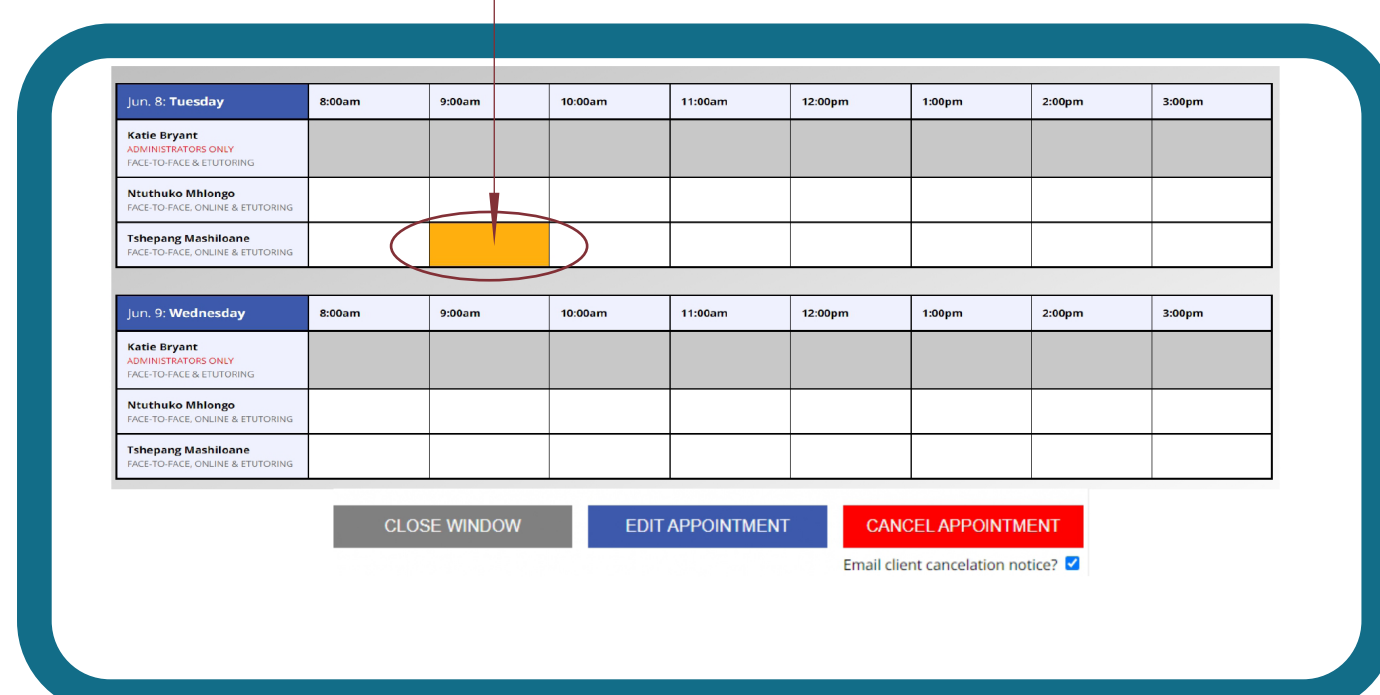 Jun. 8: Tuesday 8:00am 9:00am 10:00am 11:00am 12:00pm 1:00pm 2:00pm 3:00pm
Katie Bryant
ADMINISTRATORS ONLY
FACE-TO-FACE & ETUTORING
Ntuthuko Mhlongo
FACE-TO-FACE, ONLINE & ETUTORING
Tshepang Mashiloane
FACE-TO-FACE, ONLINE & ETUTORING
Jun. 9: Wednesday 8:00am 9:00am 10:00am 11:00am 12:00pm 1:00pm 2:00pm 3:00pm
Katie Bryant
ADMINISTRATORS ONLY
FACE-TO-FACE & ETUTORING
Ntuthuko Mhlongo
FACE-TO-FACE, ONLINE & ETUTORING
Tshepang Mashiloane
FACE-TO-FACE, ONLINE & ETUTORING
CLOSE WINDOW EDIT APPOINTMENT CANCEL APPOINTMENT
Email client cancelation notice?